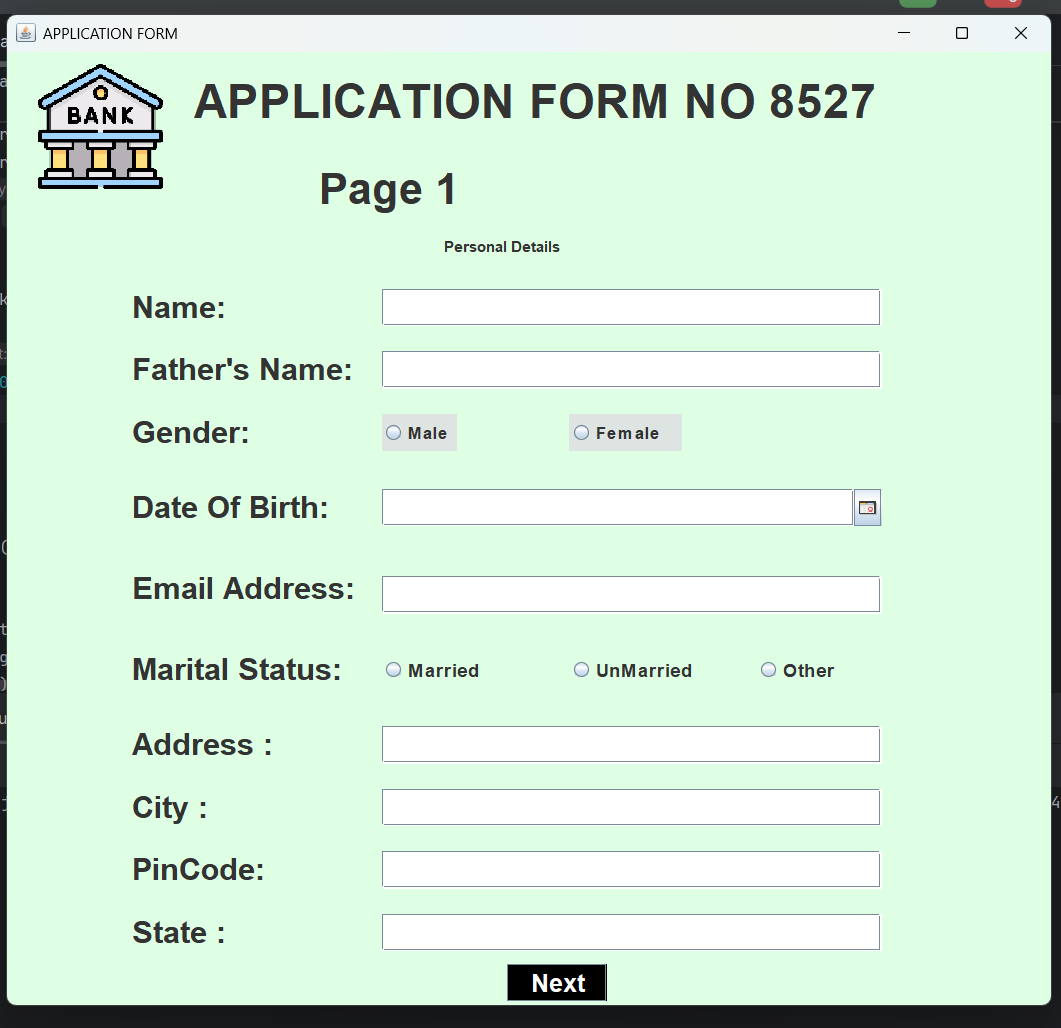 APPLICATION FORM
BANK
APPLICATION FORM NO 8527
Page 1
Personal Details
Name:
Father's Name:
Gender: Male Female
Date Of Birth:
Email Address:
Marital Status: Married UnMarried Other
Address :
City :
PinCode:
State :
Next